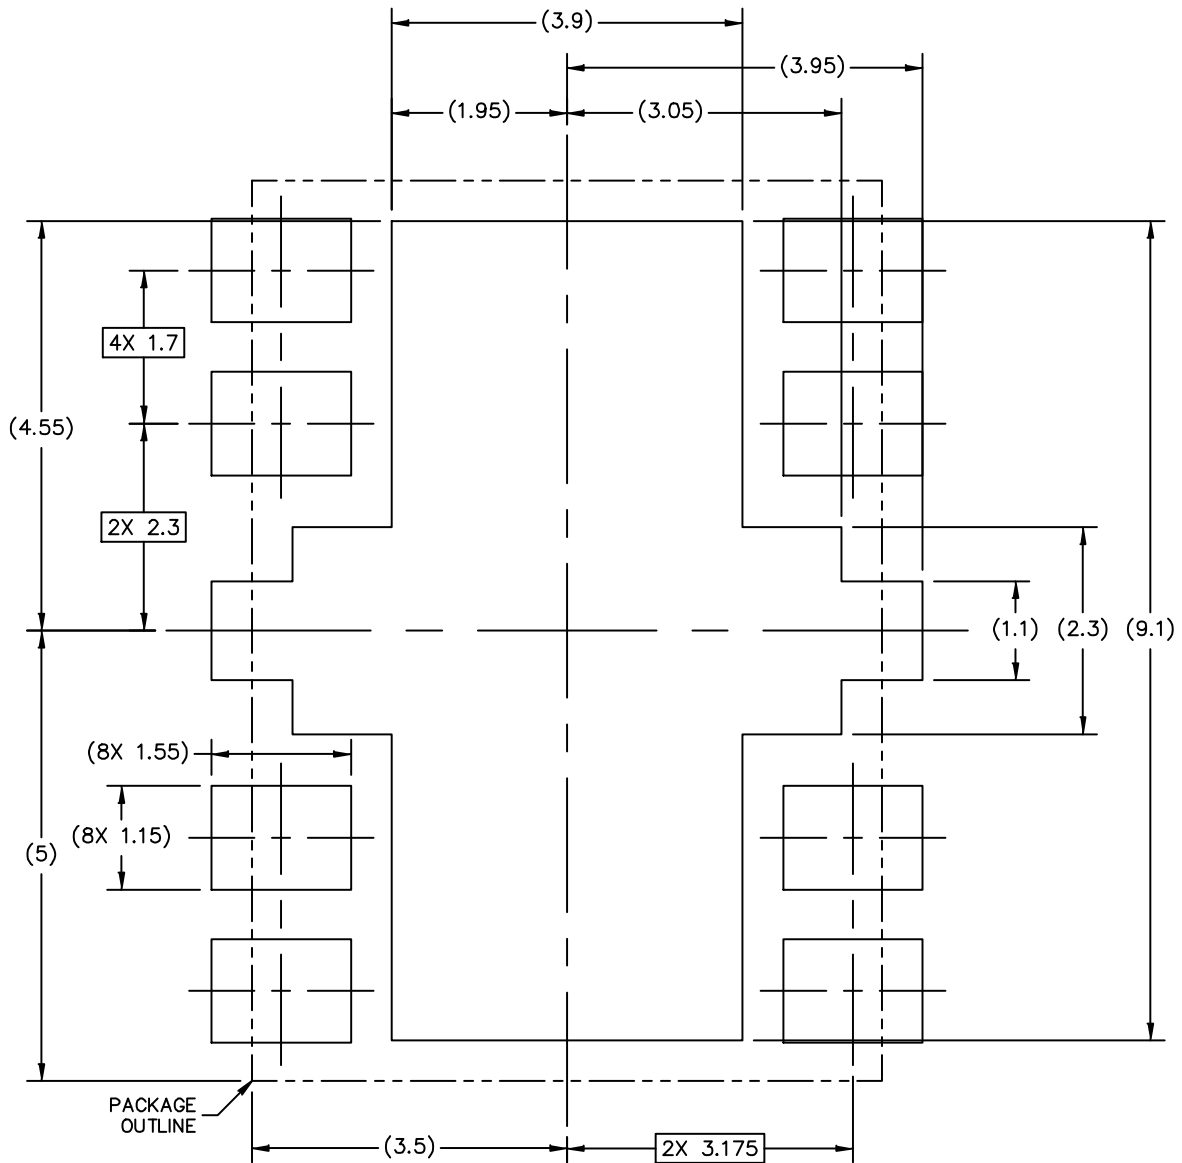 (3.9)
(3.95)
(1.95)
(3.05)
4X 1.7
(4.55)
2X 2.3
(1.1)
(2.3)
(9.1)
(8X 1.55)
(8X 1.15)
(5)
PACKAGE
OUTLINE
(3.5)
2X 3.175